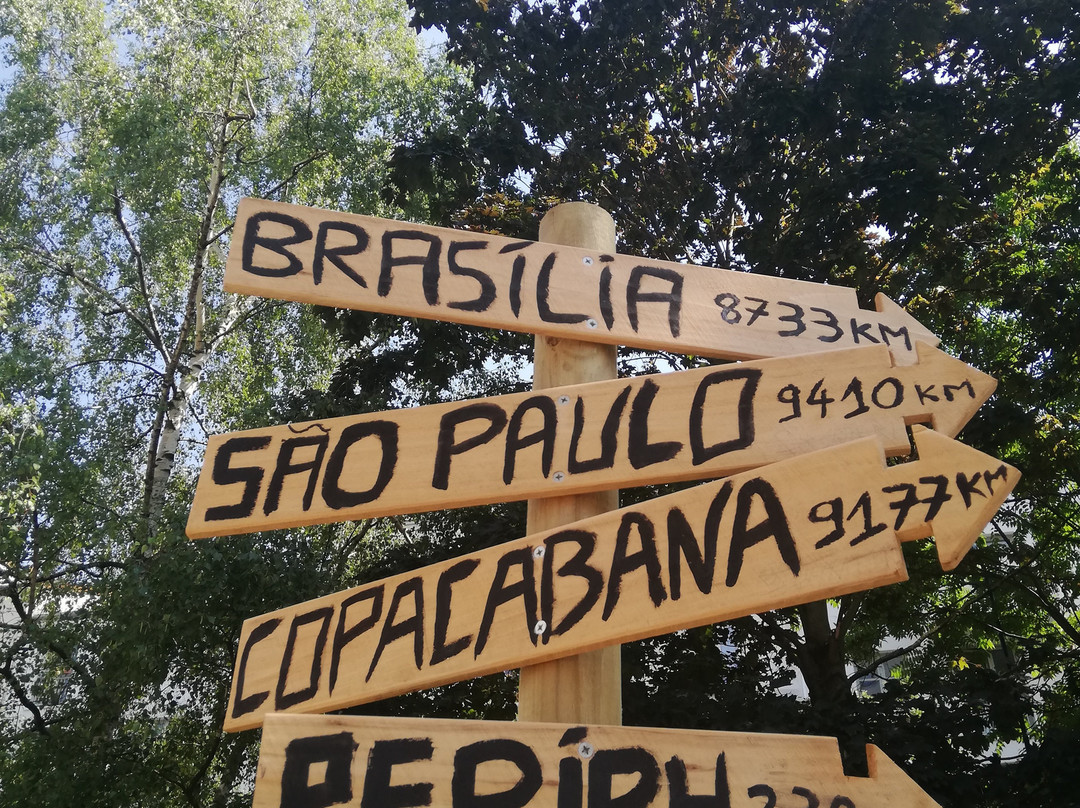 BRASÍLIA 8733 KM
SÃO PAULO 9410 KM
COPACABANA 9177 KM